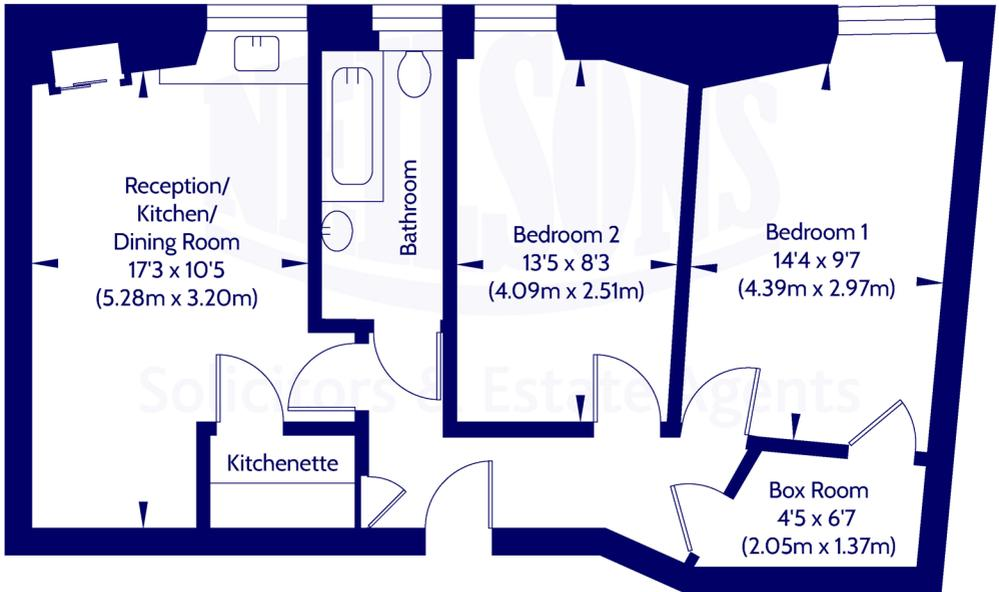 NEILSONS
Solicitors & Estate Agents
Reception/
Kitchen/
Dining Room
17'3 x 10'5
(5.28m x 3.20m)
Bathroom
Bedroom 2
13'5 x 8'3
(4.09m x 2.51m)
Bedroom 1
14'4 x 9'7
(4.39m x 2.97m)
Kitchenette
Box Room
4'5 x 6'7
(2.05m x 1.37m)